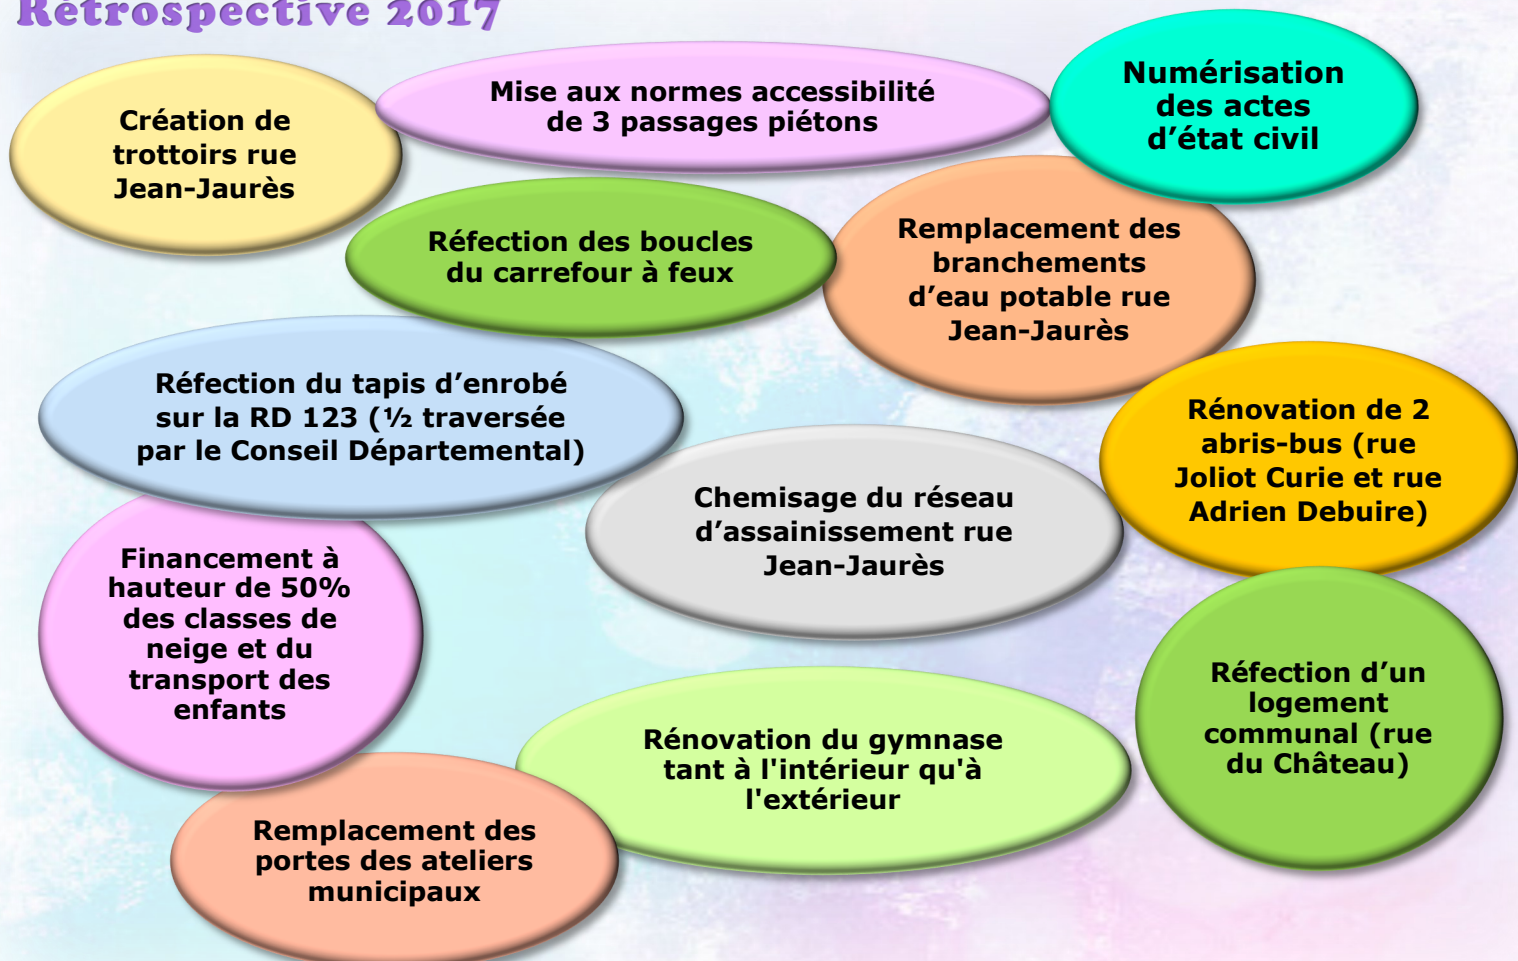 Rétrospective 2017
Création de
trottoirs rue
Jean-Jaurès
Mise aux normes accessibilité
de 3 passages piétons
Numérisation
des actes
d’état civil
Réfection des boucles
du carrefour à feux
Remplacement des
branchements
d’eau potable rue
Jean-Jaurès
Réfection du tapis d’enrobé
sur la RD 123 (½ traversée
par le Conseil Départemental)
Rénovation de 2
abris-bus (rue
Joliot Curie et rue
Adrien Debuire)
Chemisage du réseau
d’assainissement rue
Jean-Jaurès
Financement à
hauteur de 50%
des classes de
neige et du
transport des
enfants
Réfection d’un
logement
communal (rue
du Château)
Rénovation du gymnase
tant à l'intérieur qu'à
l'extérieur
Remplacement des
portes des ateliers
municipaux